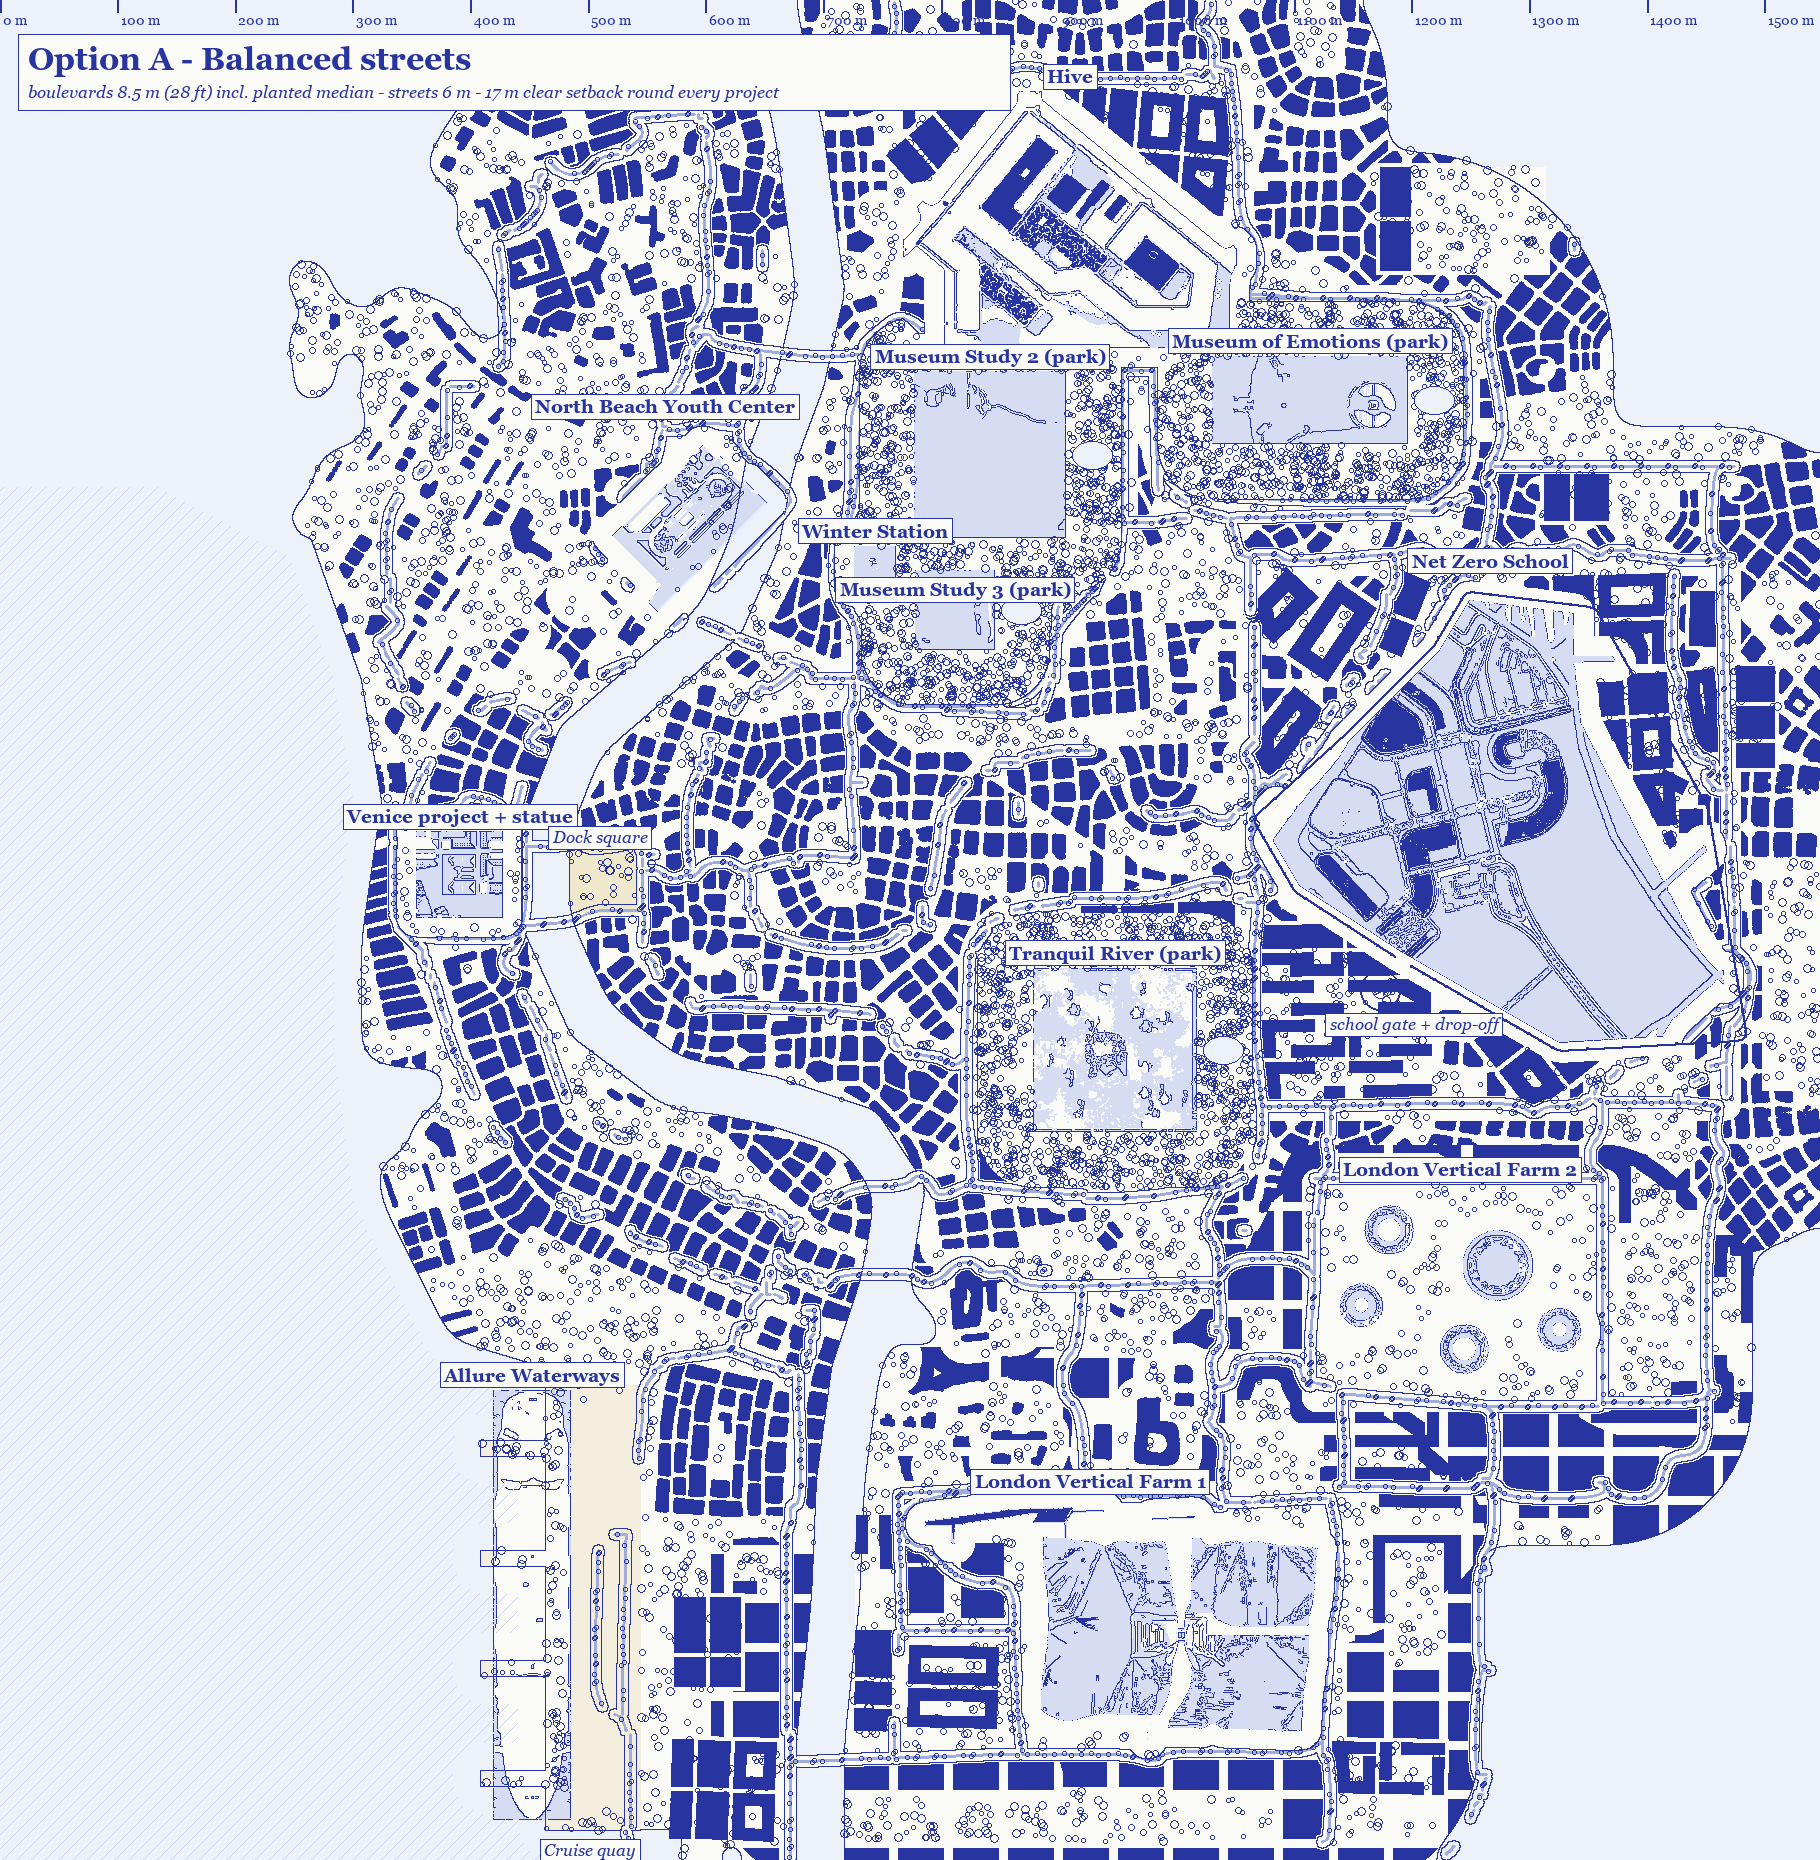 0 m 100 m 200 m 300 m 400 m 500 m 600 m 700 m 1100 m 1200 m 1300 m 1400 m 1500 m
Option A - Balanced streets
boulevards 8.5 m (28 ft) incl. planted median - streets 6 m - 17 m clear setback round every project
Hive
Museum of Emotions (park)
Museum Study 2 (park)
North Beach Youth Center
Winter Station
Net Zero School
Museum Study 3 (park)
Venice project + statue
Dock square
Tranquil River (park)
school gate + drop-off
London Vertical Farm 2
Allure Waterways
London Vertical Farm 1
Cruise quay